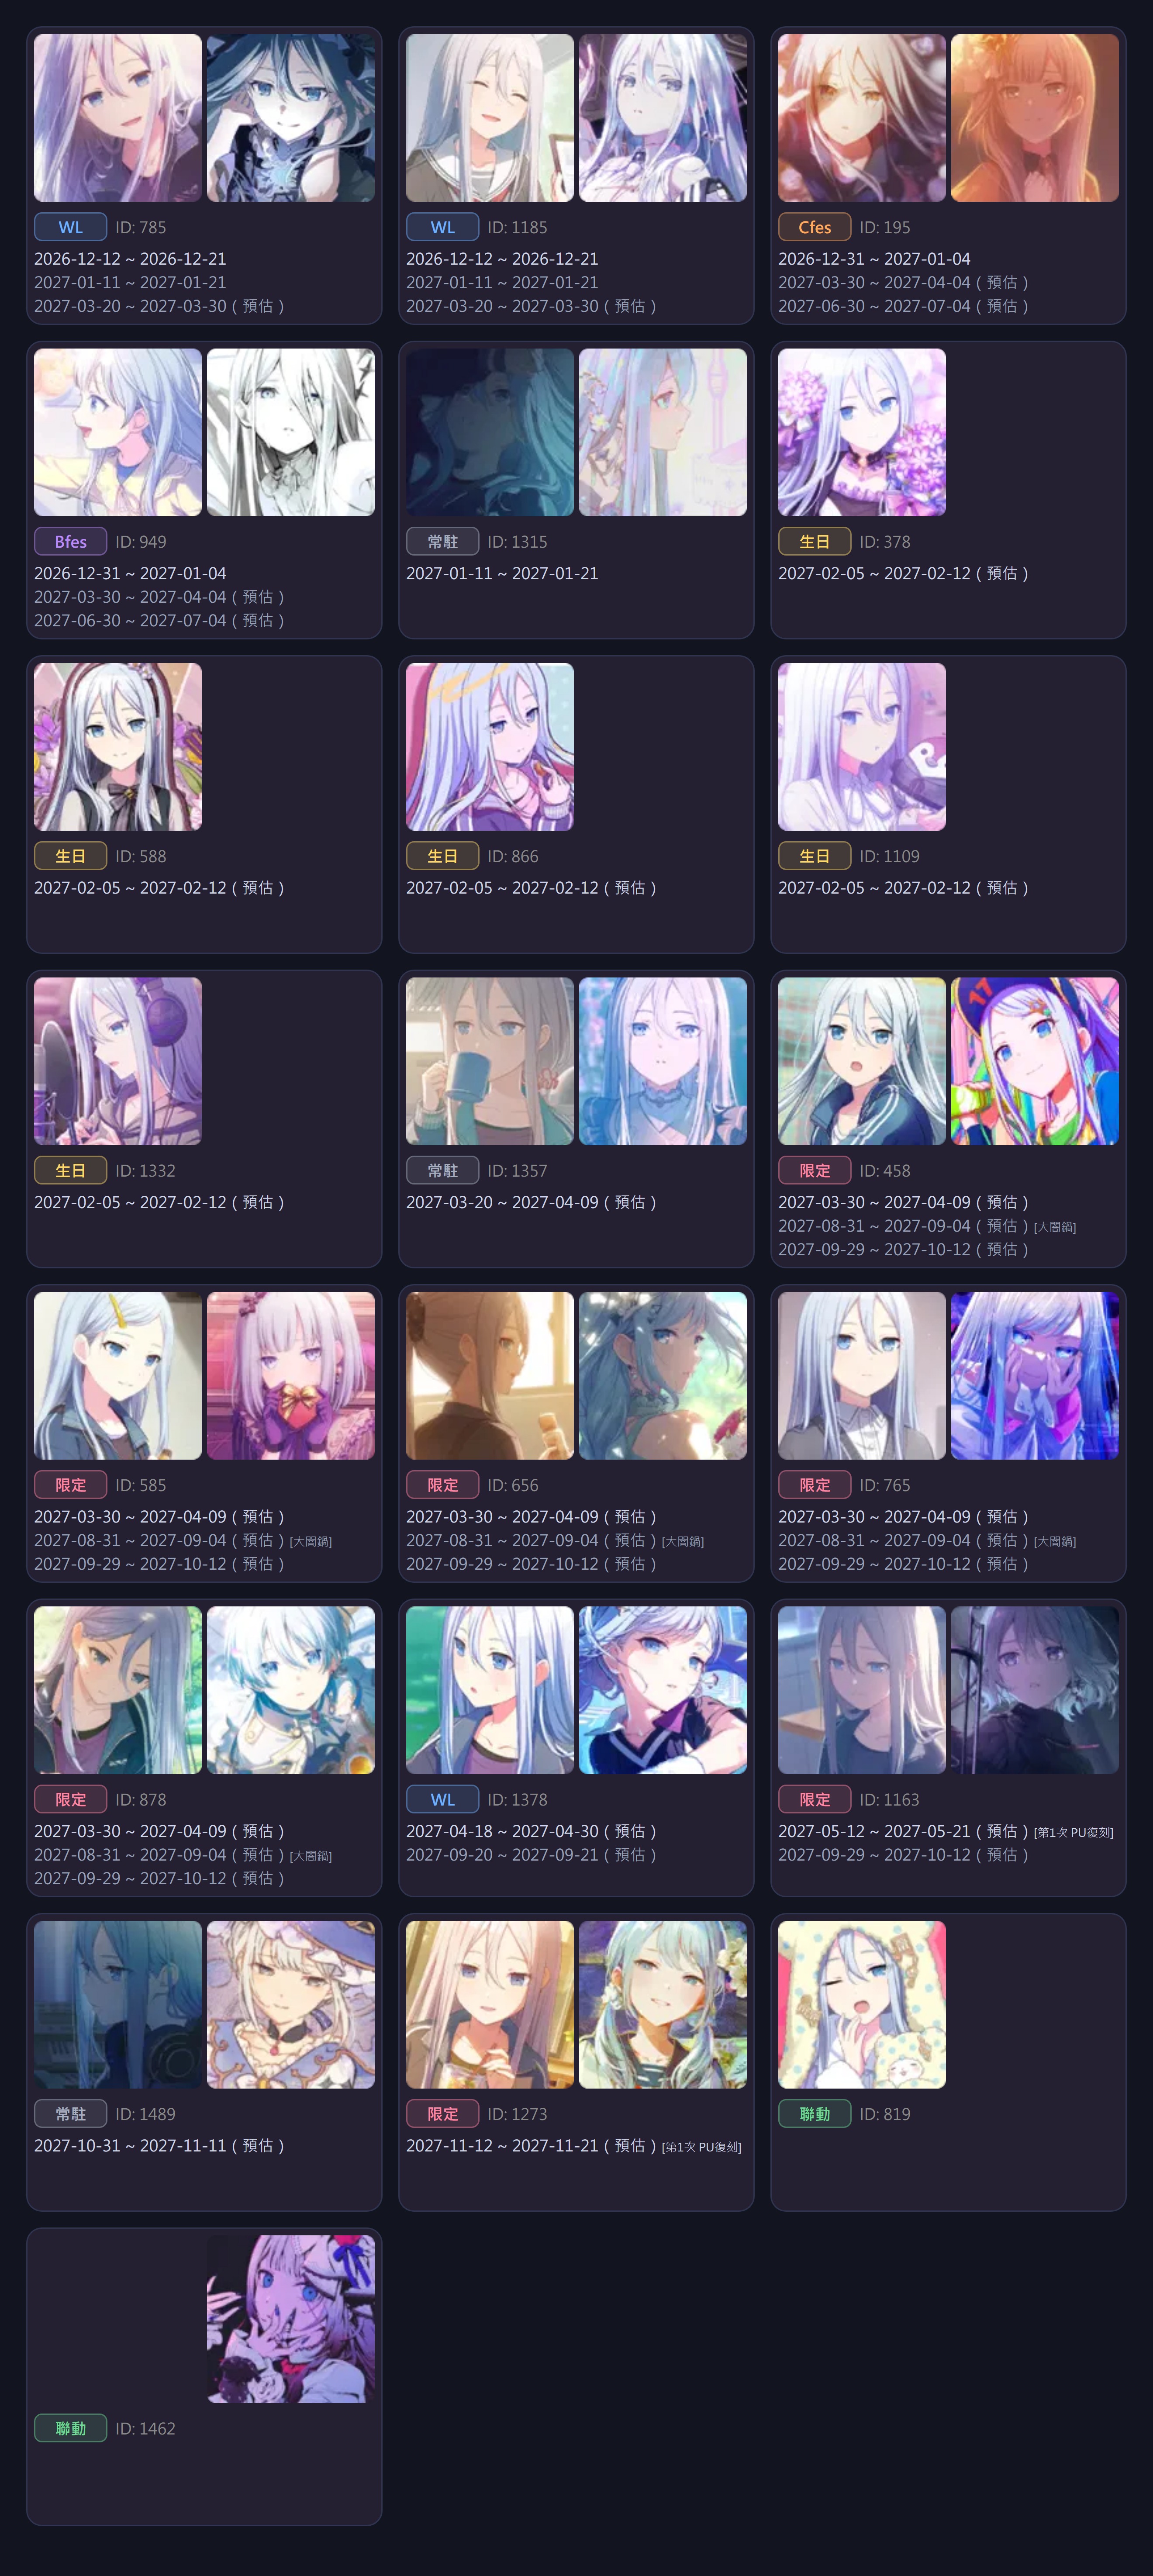 WL ID: 785
2026-12-12 ~ 2026-12-21
2027-01-11 ~ 2027-01-21
2027-03-20 ~ 2027-03-30 ( 預估 )
WL ID: 1185
2026-12-12 ~ 2026-12-21
2027-01-11 ~ 2027-01-21
2027-03-20 ~ 2027-03-30 ( 預估 )
Cfes ID: 195
2026-12-31 ~ 2027-01-04
2027-03-30 ~ 2027-04-04 ( 預估 )
2027-06-30 ~ 2027-07-04 ( 預估 )
Bfes ID: 949
2026-12-31 ~ 2027-01-04
2027-03-30 ~ 2027-04-04 ( 預估 )
2027-06-30 ~ 2027-07-04 ( 預估 )
常駐 ID: 1315
2027-01-11 ~ 2027-01-21
生日 ID: 378
2027-02-05 ~ 2027-02-12 ( 預估 )
生日 ID: 588
2027-02-05 ~ 2027-02-12 ( 預估 )
生日 ID: 866
2027-02-05 ~ 2027-02-12 ( 預估 )
生日 ID: 1109
2027-02-05 ~ 2027-02-12 ( 預估 )
生日 ID: 1332
2027-02-05 ~ 2027-02-12 ( 預估 )
常駐 ID: 1357
2027-03-20 ~ 2027-04-09 ( 預估 )
17
限定 ID: 458
2027-03-30 ~ 2027-04-09 ( 預估 )
2027-08-31 ~ 2027-09-04 ( 預估 ) [大闇鍋]
2027-09-29 ~ 2027-10-12 ( 預估 )
限定 ID: 585
2027-03-30 ~ 2027-04-09 ( 預估 )
2027-08-31 ~ 2027-09-04 ( 預估 ) [大闇鍋]
2027-09-29 ~ 2027-10-12 ( 預估 )
限定 ID: 656
2027-03-30 ~ 2027-04-09 ( 預估 )
2027-08-31 ~ 2027-09-04 ( 預估 ) [大闇鍋]
2027-09-29 ~ 2027-10-12 ( 預估 )
限定 ID: 765
2027-03-30 ~ 2027-04-09 ( 預估 )
2027-08-31 ~ 2027-09-04 ( 預估 ) [大闇鍋]
2027-09-29 ~ 2027-10-12 ( 預估 )
限定 ID: 878
2027-03-30 ~ 2027-04-09 ( 預估 )
2027-08-31 ~ 2027-09-04 ( 預估 ) [大闇鍋]
2027-09-29 ~ 2027-10-12 ( 預估 )
WL ID: 1378
2027-04-18 ~ 2027-04-30 ( 預估 )
2027-09-20 ~ 2027-09-21 ( 預估 )
限定 ID: 1163
2027-05-12 ~ 2027-05-21 ( 預估 ) [第1次 PU復刻]
2027-09-29 ~ 2027-10-12 ( 預估 )
常駐 ID: 1489
2027-10-31 ~ 2027-11-11 ( 預估 )
限定 ID: 1273
2027-11-12 ~ 2027-11-21 ( 預估 ) [第1次 PU復刻]
聯動 ID: 819
聯動 ID: 1462